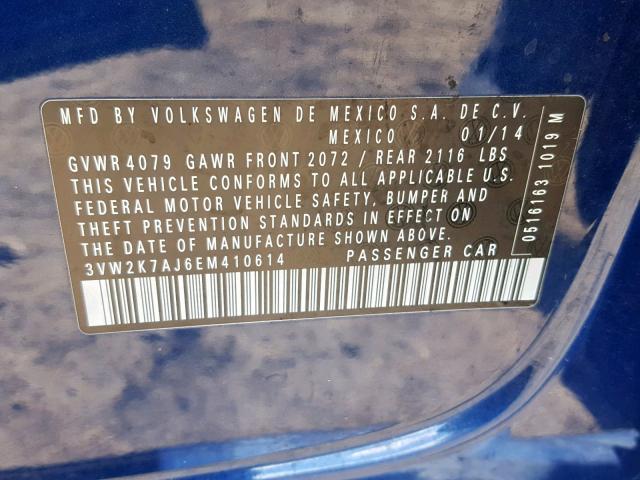 MFD BY VOLKSWAGEN DE MEXICO S.A. DE C.V.
MEXICO 01/14
GVWR 4079 GAWR FRONT 2072 / REAR 2116 LBS
THIS VEHICLE CONFORMS TO ALL APPLICABLE U.S.
FEDERAL MOTOR VEHICLE SAFETY, BUMPER AND
THEFT PREVENTION STANDARDS IN EFFECT ON
THE DATE OF MANUFACTURE SHOWN ABOVE.
3VW2K7AJ6EM410614 PASSENGER CAR
0516163 1019 M